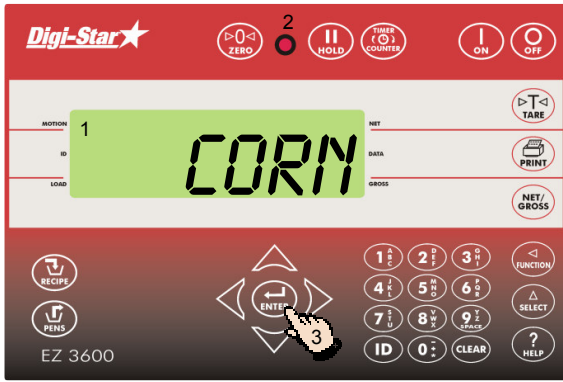 Digi-Star
2
0
ZERO
HOLD
TIMER
COUNTER
ON
OFF
1
CORN
MOTION
ID
LOAD
NET
DATA
GROSS
T
TARE
PRINT
NET/
GROSS
RECIPE
PENS
EZ 3600
ENTER
3
1 A B C
2 D E F
3 G H I
4 J K L
5 M N O
6 P Q R
7 S T U
8 V W X
9 Y Z SPACE
ID
0
CLEAR
FUNCTION
SELECT
?
HELP